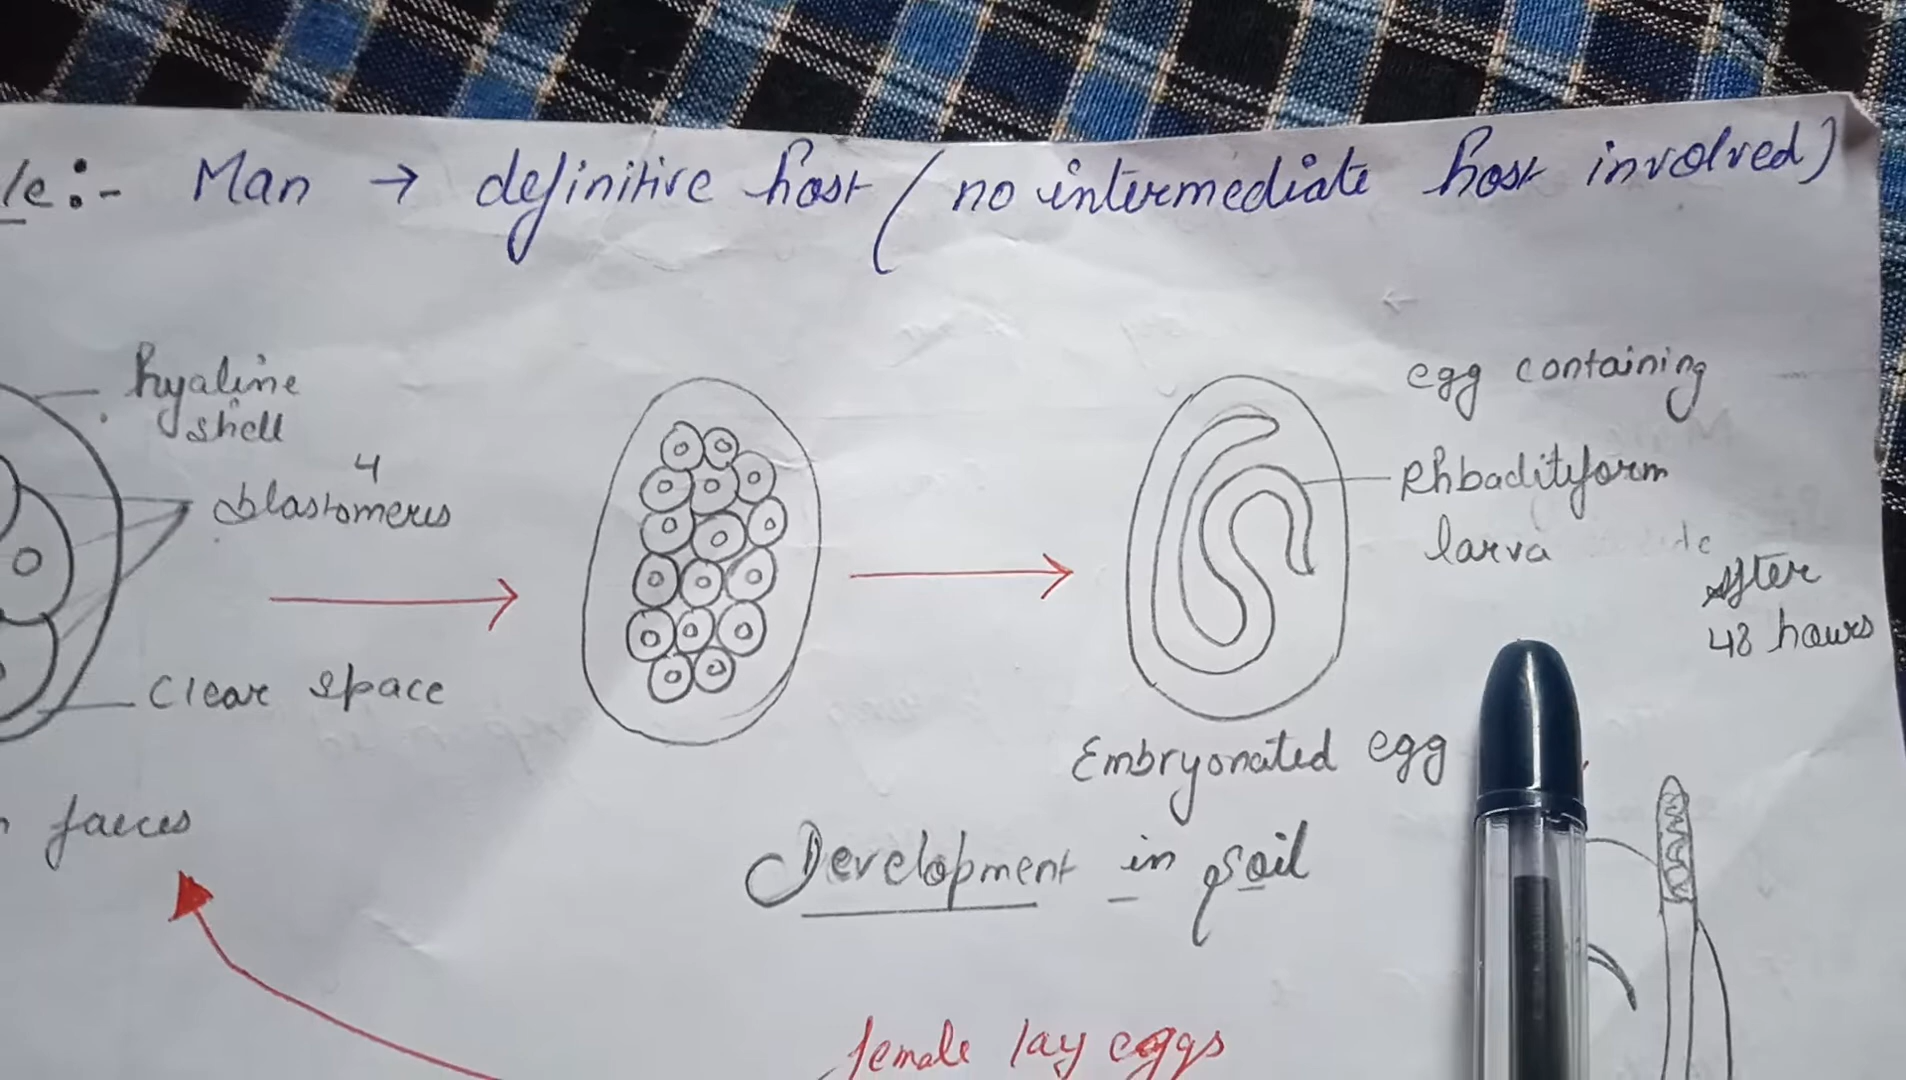 le:- Man → definitive host (no intermediate host involved)
hyaline
shell
4
blastomeres
clear space
faeces
egg containing
Rhbaditiform
larva
After
48 hours
Embryonated egg
Development in soil
female lay eggs